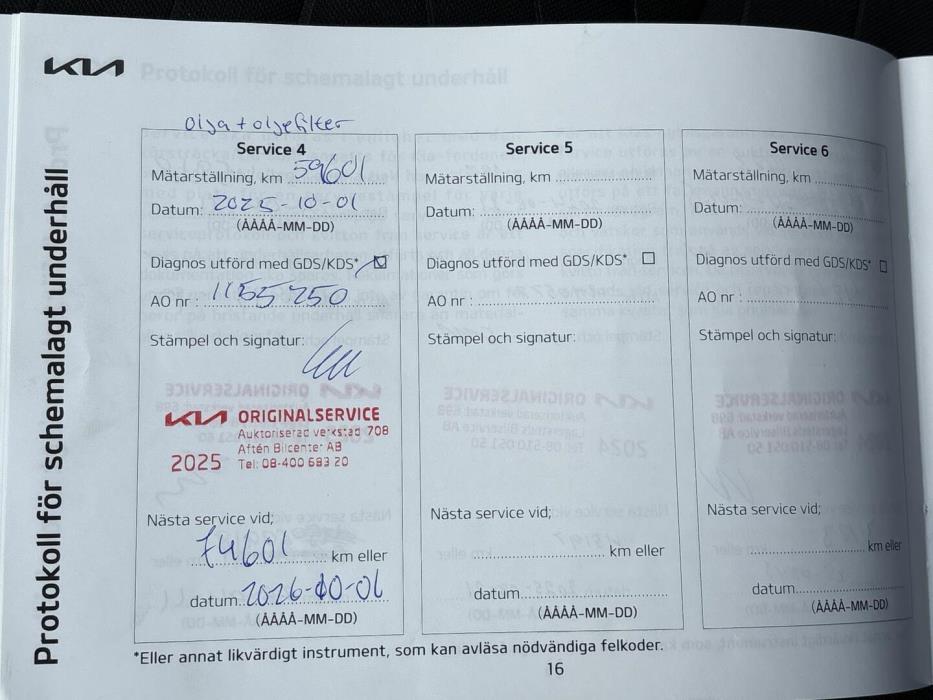 KIA
Protokoll för schemalagt underhåll
Protokoll för schemalagt underhåll
olja + oljefilter
Service 4
Mätarställning, km 59601
Datum: 2025-10-01
(ÅÅÅÅ-MM-DD)
Diagnos utförd med GDS/KDS*
AO nr : 1155250
Stämpel och signatur:
KIA ORIGINALSERVICE
Auktoriserad verkstad 708
Aftén Bilcenter AB
2025 Tel: 08-400 683 20
Nästa service vid;
74601 km eller
datum 2026-10-01
(ÅÅÅÅ-MM-DD)
Service 5
Mätarställning, km
Datum:
(ÅÅÅÅ-MM-DD)
Diagnos utförd med GDS/KDS*
AO nr :
Stämpel och signatur:
Nästa service vid;
km eller
datum
(ÅÅÅÅ-MM-DD)
Service 6
Mätarställning, km
Datum:
(ÅÅÅÅ-MM-DD)
Diagnos utförd med GDS/KDS*
AO nr :
Stämpel och signatur:
Nästa service vid;
km eller
datum
(ÅÅÅÅ-MM-DD)
*Eller annat likvärdigt instrument, som kan avläsa nödvändiga felkoder.
16